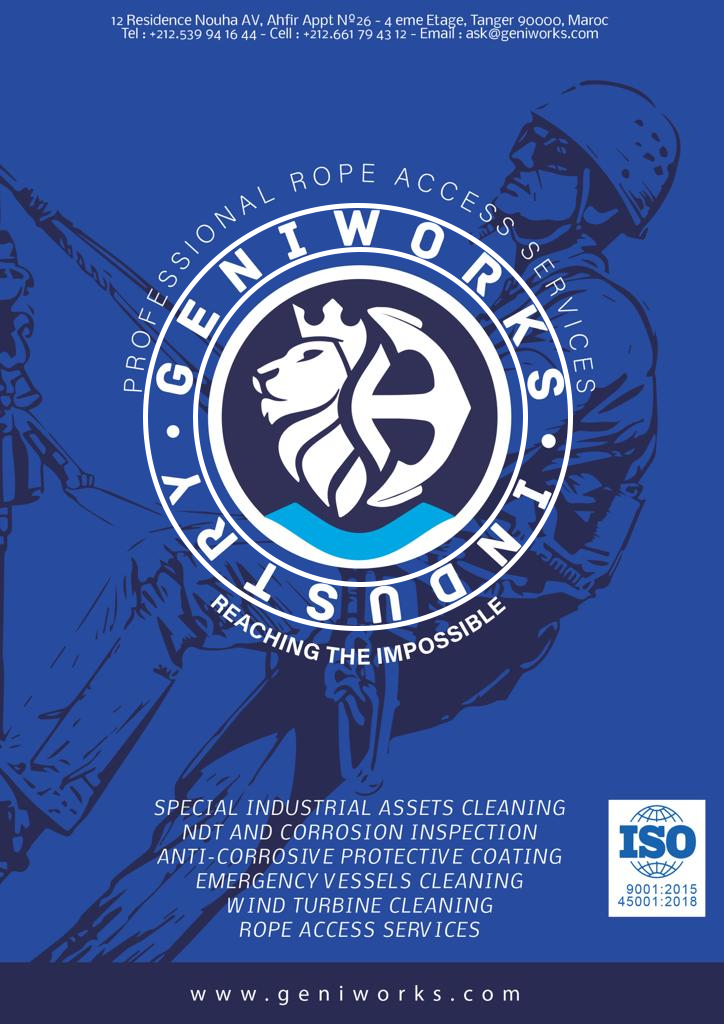 12 Residence Nouha AV, Ahfir Appt Nº26 - 4 eme Etage, Tanger 90000, Maroc
Tel : +212.539 94 16 44 - Cell : +212.661 79 43 12 - Email : ask@geniworks.com
PROFESSIONAL ROPE ACCESS SERVICES
GENIWORKS · INDUSTRY ·
REACHING THE IMPOSSIBLE
SPECIAL INDUSTRIAL ASSETS CLEANING
NDT AND CORROSION INSPECTION
ANTI-CORROSIVE PROTECTIVE COATING
EMERGENCY VESSELS CLEANING
WIND TURBINE CLEANING
ROPE ACCESS SERVICES
ISO
9001:2015
45001:2018
www.geniworks.com